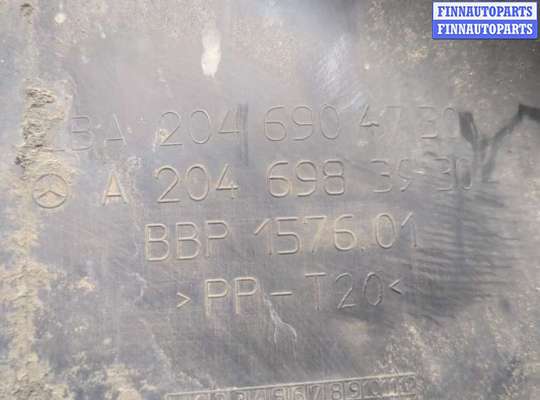 FINNAUTOPARTS
FINNAUTOPARTS
A 204 690 47 30
A 204 698 39 30
BBP 1576.01
>PP-T20<